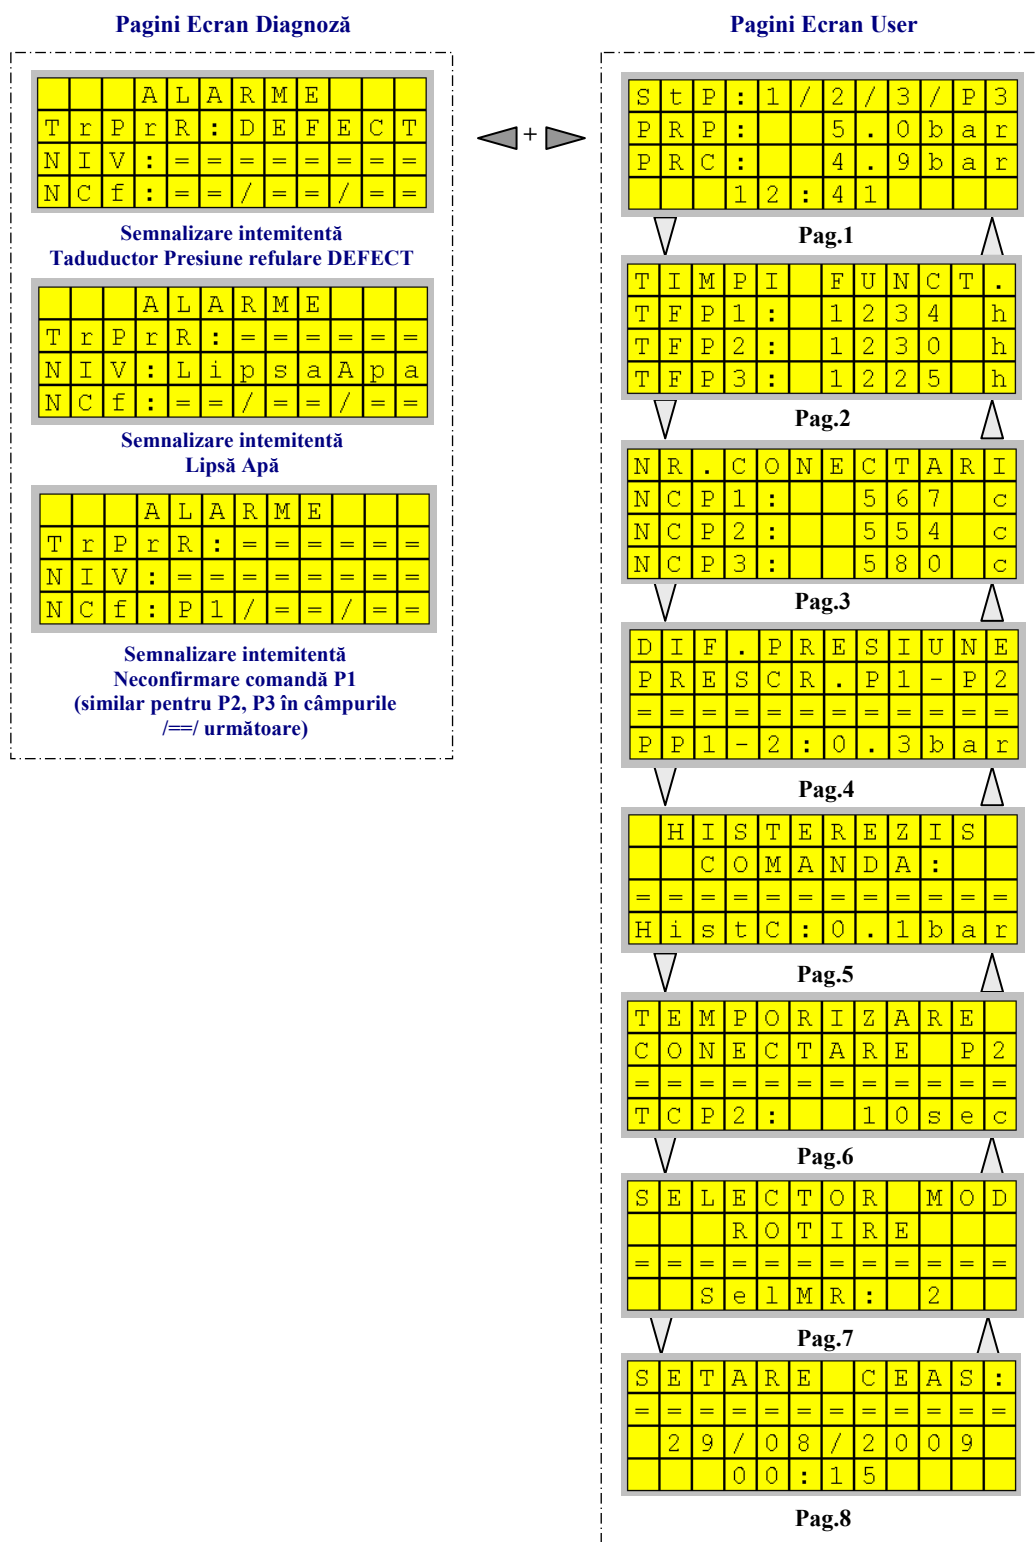 Pagini Ecran Diagnoză
ALARME
TrPrR:DEFECT
NIV:========
NCf:==/==/==
Semnalizare intemitentă
Taduductor Presiune refulare DEFECT
ALARME
TrPrR:======
NIV:LipsaApa
NCf:==/==/==
Semnalizare intemitentă
Lipsă Apă
ALARME
TrPrR:======
NIV:========
NCf:P1/==/==
Semnalizare intemitentă
Neconfirmare comandă P1
(similar pentru P2, P3 în câmpurile
/==/ următoare)
+
Pagini Ecran User
StP:1/2/3/P3
PRP: 5.0bar
PRC: 4.9bar
12:41
Pag.1
TIMPI FUNCT.
TFP1: 1234 h
TFP2: 1230 h
TFP3: 1225 h
Pag.2
NR.CONECTARI
NCP1: 567 c
NCP2: 554 c
NCP3: 580 c
Pag.3
DIF.PRESIUNE
PRESCR.P1-P2
============
PP1-2:0.3bar
Pag.4
HISTEREZIS
COMANDA:
============
HistC:0.1bar
Pag.5
TEMPORIZARE
CONECTARE P2
============
TCP2: 10sec
Pag.6
SELECTOR MOD
ROTIRE
============
SelMR: 2
Pag.7
SETARE CEAS:
============
29/08/2009
00:15
Pag.8